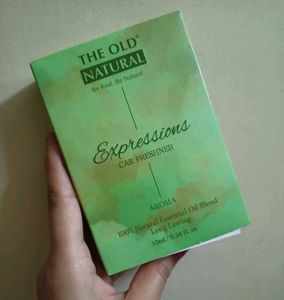 THE OLD®
NATURAL
Be Real. Be Natural.
Expressions
CAR FRESHNER
AROMA
100% Natural Essential Oil Blend
Long Lasting
10ml / 0.34 fl. oz